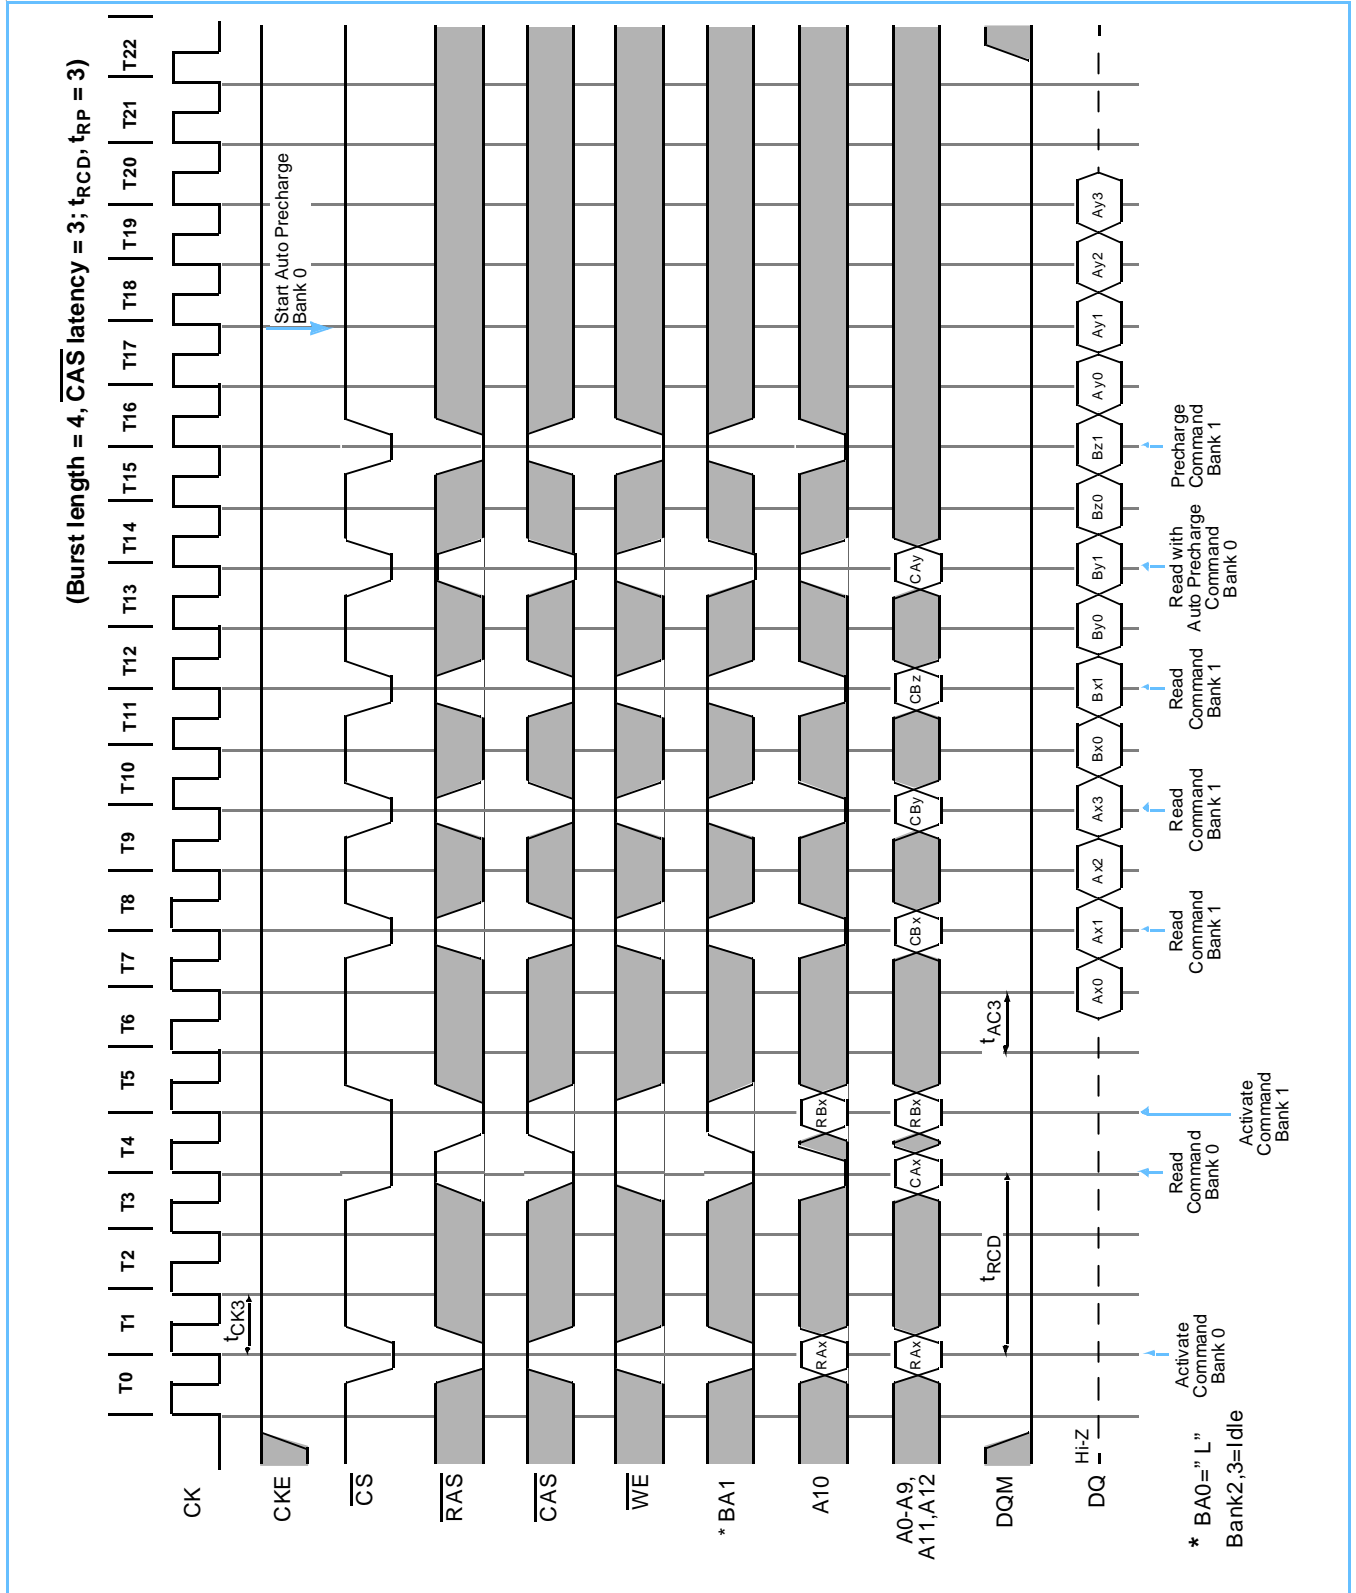 (Burst length = 4, CAS latency = 3; tRCD, tRP = 3)
T0 T1 T2 T3 T4 T5 T6 T7 T8 T9 T10 T11 T12 T13 T14 T15 T16 T17 T18 T19 T20 T21 T22
CK
tCK3
CKE
Start Auto Precharge
Bank 0
CS
RAS
CAS
WE
* BA1
A10
RAx RBx
A0-A9,
A11,A12
RAx CAx RBx CBx CBy CBz CAy
DQM
tRCD
tAC3
DQ
Hi-Z
Ax0 Ax1 Ax2 Ax3 Bx0 Bx1 By0 By1 Bz0 Bz1 Ay0 Ay1 Ay2 Ay3
Activate
Command
Bank 0
Read
Command
Bank 0
Activate
Command
Bank 1
Read
Command
Bank 1
Read
Command
Bank 1
Read
Command
Bank 1
Read with
Auto Precharge
Command
Bank 0
Precharge
Command
Bank 1
* BA0=" L"
Bank2,3=Idle